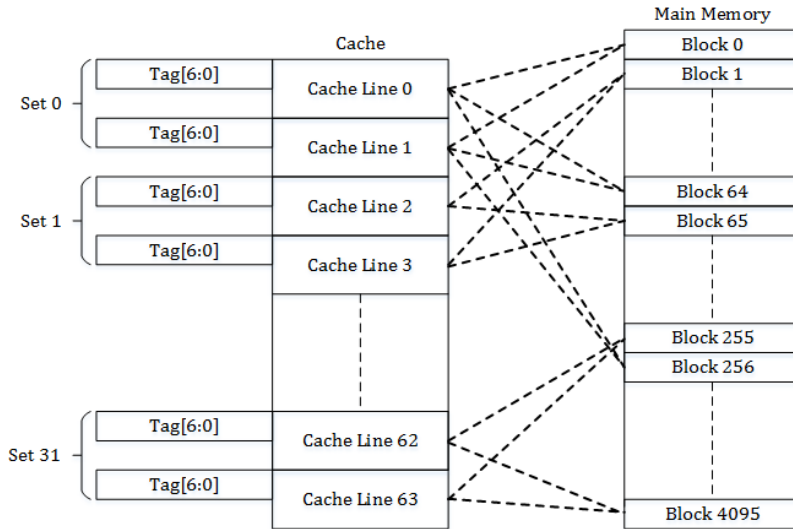 Main Memory
Cache
Block 0
Tag[6:0]
Cache Line 0
Block 1
Set 0
Tag[6:0]
Cache Line 1
Tag[6:0]
Cache Line 2
Block 64
Set 1
Block 65
Tag[6:0]
Cache Line 3
Block 255
Block 256
Tag[6:0]
Cache Line 62
Set 31
Tag[6:0]
Cache Line 63
Block 4095